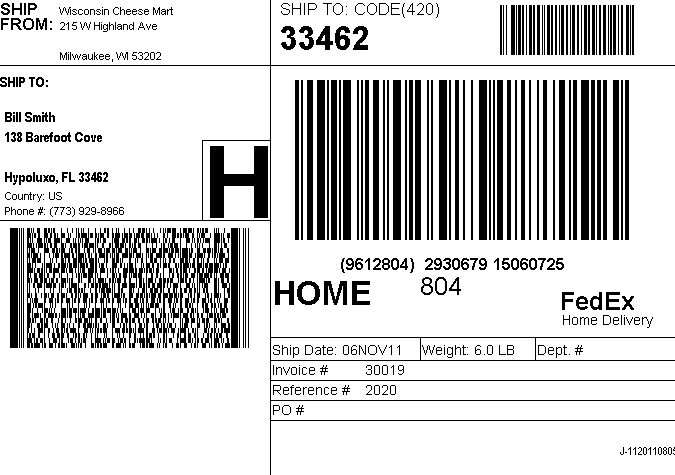 SHIP FROM:
Wisconsin Cheese Mart
215 W Highland Ave
Milwaukee, WI 53202
SHIP TO: CODE(420)
33462
SHIP TO:
Bill Smith
138 Barefoot Cove
Hypoluxo, FL 33462
Country: US
Phone #: (773) 929-8966
H
(9612804) 2930679 15060725
HOME 804
FedEx
Home Delivery
Ship Date: 06NOV11 Weight: 6.0 LB Dept. #
Invoice # 30019
Reference # 2020
PO #
J-1120110805